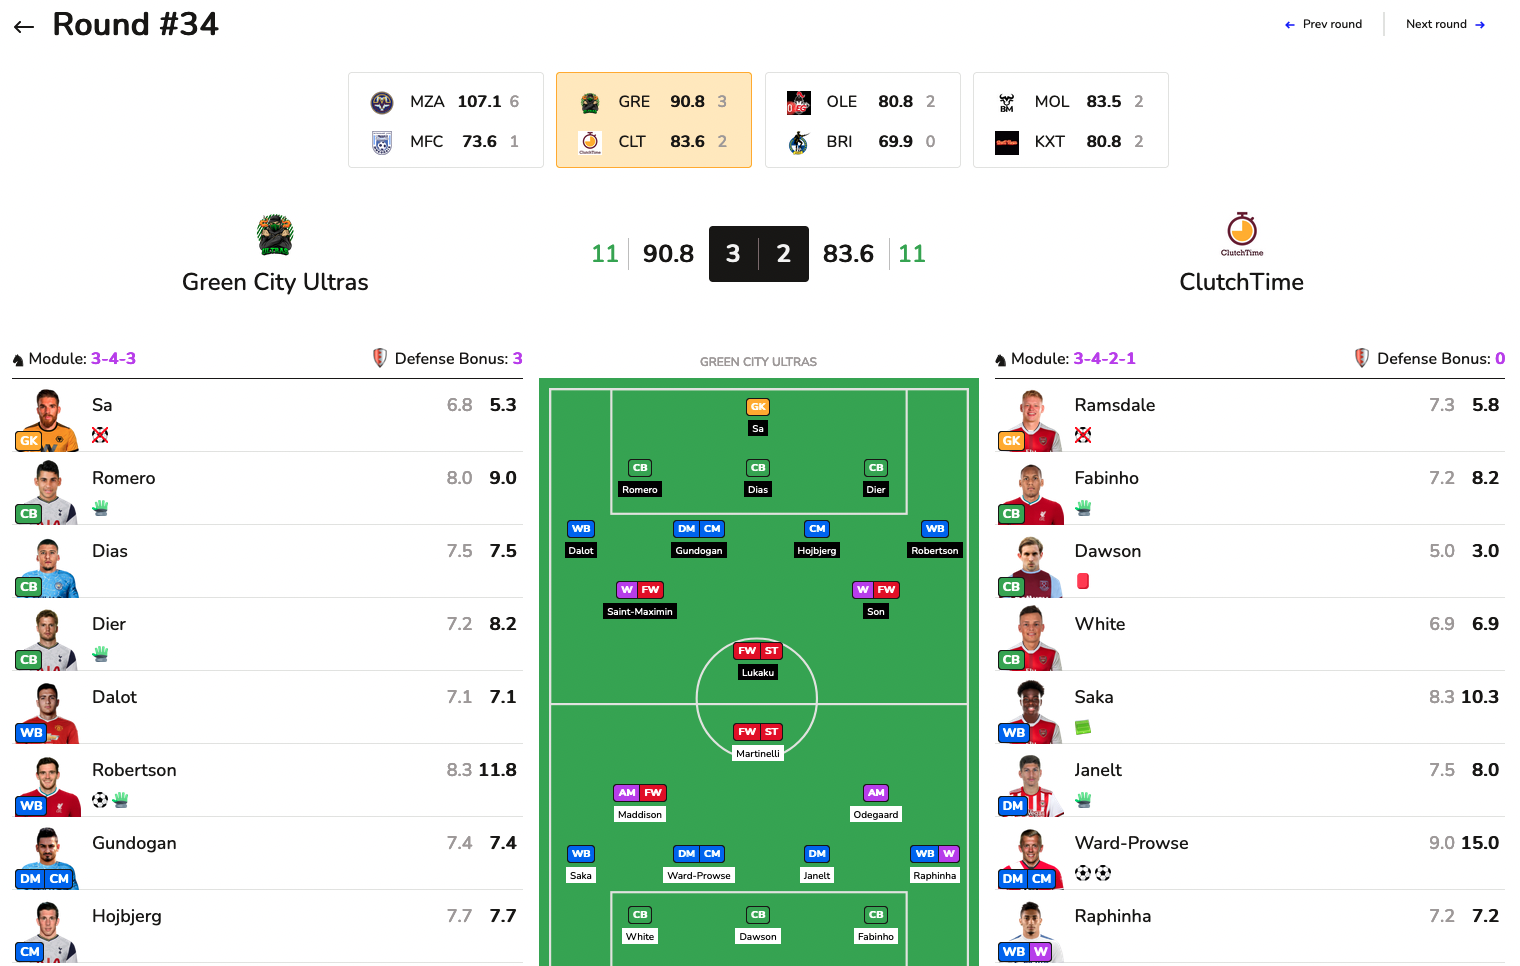 ← Round #34
← Prev round
Next round →
MZA 107.1 6
MFC 73.6 1
GRE 90.8 3
CLT 83.6 2
OLE 80.8 2
BRI 69.9 0
MOL 83.5 2
KXT 80.8 2
BM
ClutchTime
Green City Ultras
11 90.8 3 2 83.6 11
ClutchTime
ClutchTime
Module: 3-4-3
Defense Bonus: 3
GK
Sa
6.8 5.3
CB
Romero
8.0 9.0
CB
Dias
7.5 7.5
CB
Dier
7.2 8.2
WB
Dalot
7.1 7.1
WB
Robertson
8.3 11.8
DM CM
Gundogan
7.4 7.4
CM
Hojbjerg
7.7 7.7
GREEN CITY ULTRAS
GK
Sa
CB CB CB
Romero Dias Dier
WB DM CM CM WB
Dalot Gundogan Hojbjerg Robertson
W FW W FW
Saint-Maximin Son
FW ST
Lukaku
FW ST
Martinelli
AM FW AM
Maddison Odegaard
WB DM CM DM WB W
Saka Ward-Prowse Janelt Raphinha
CB CB CB
White Dawson Fabinho
Module: 3-4-2-1
Defense Bonus: 0
GK
Ramsdale
7.3 5.8
CB
Fabinho
7.2 8.2
CB
Dawson
5.0 3.0
CB
White
6.9 6.9
WB
Saka
8.3 10.3
DM
Janelt
7.5 8.0
DM CM
Ward-Prowse
9.0 15.0
WB W
Raphinha
7.2 7.2